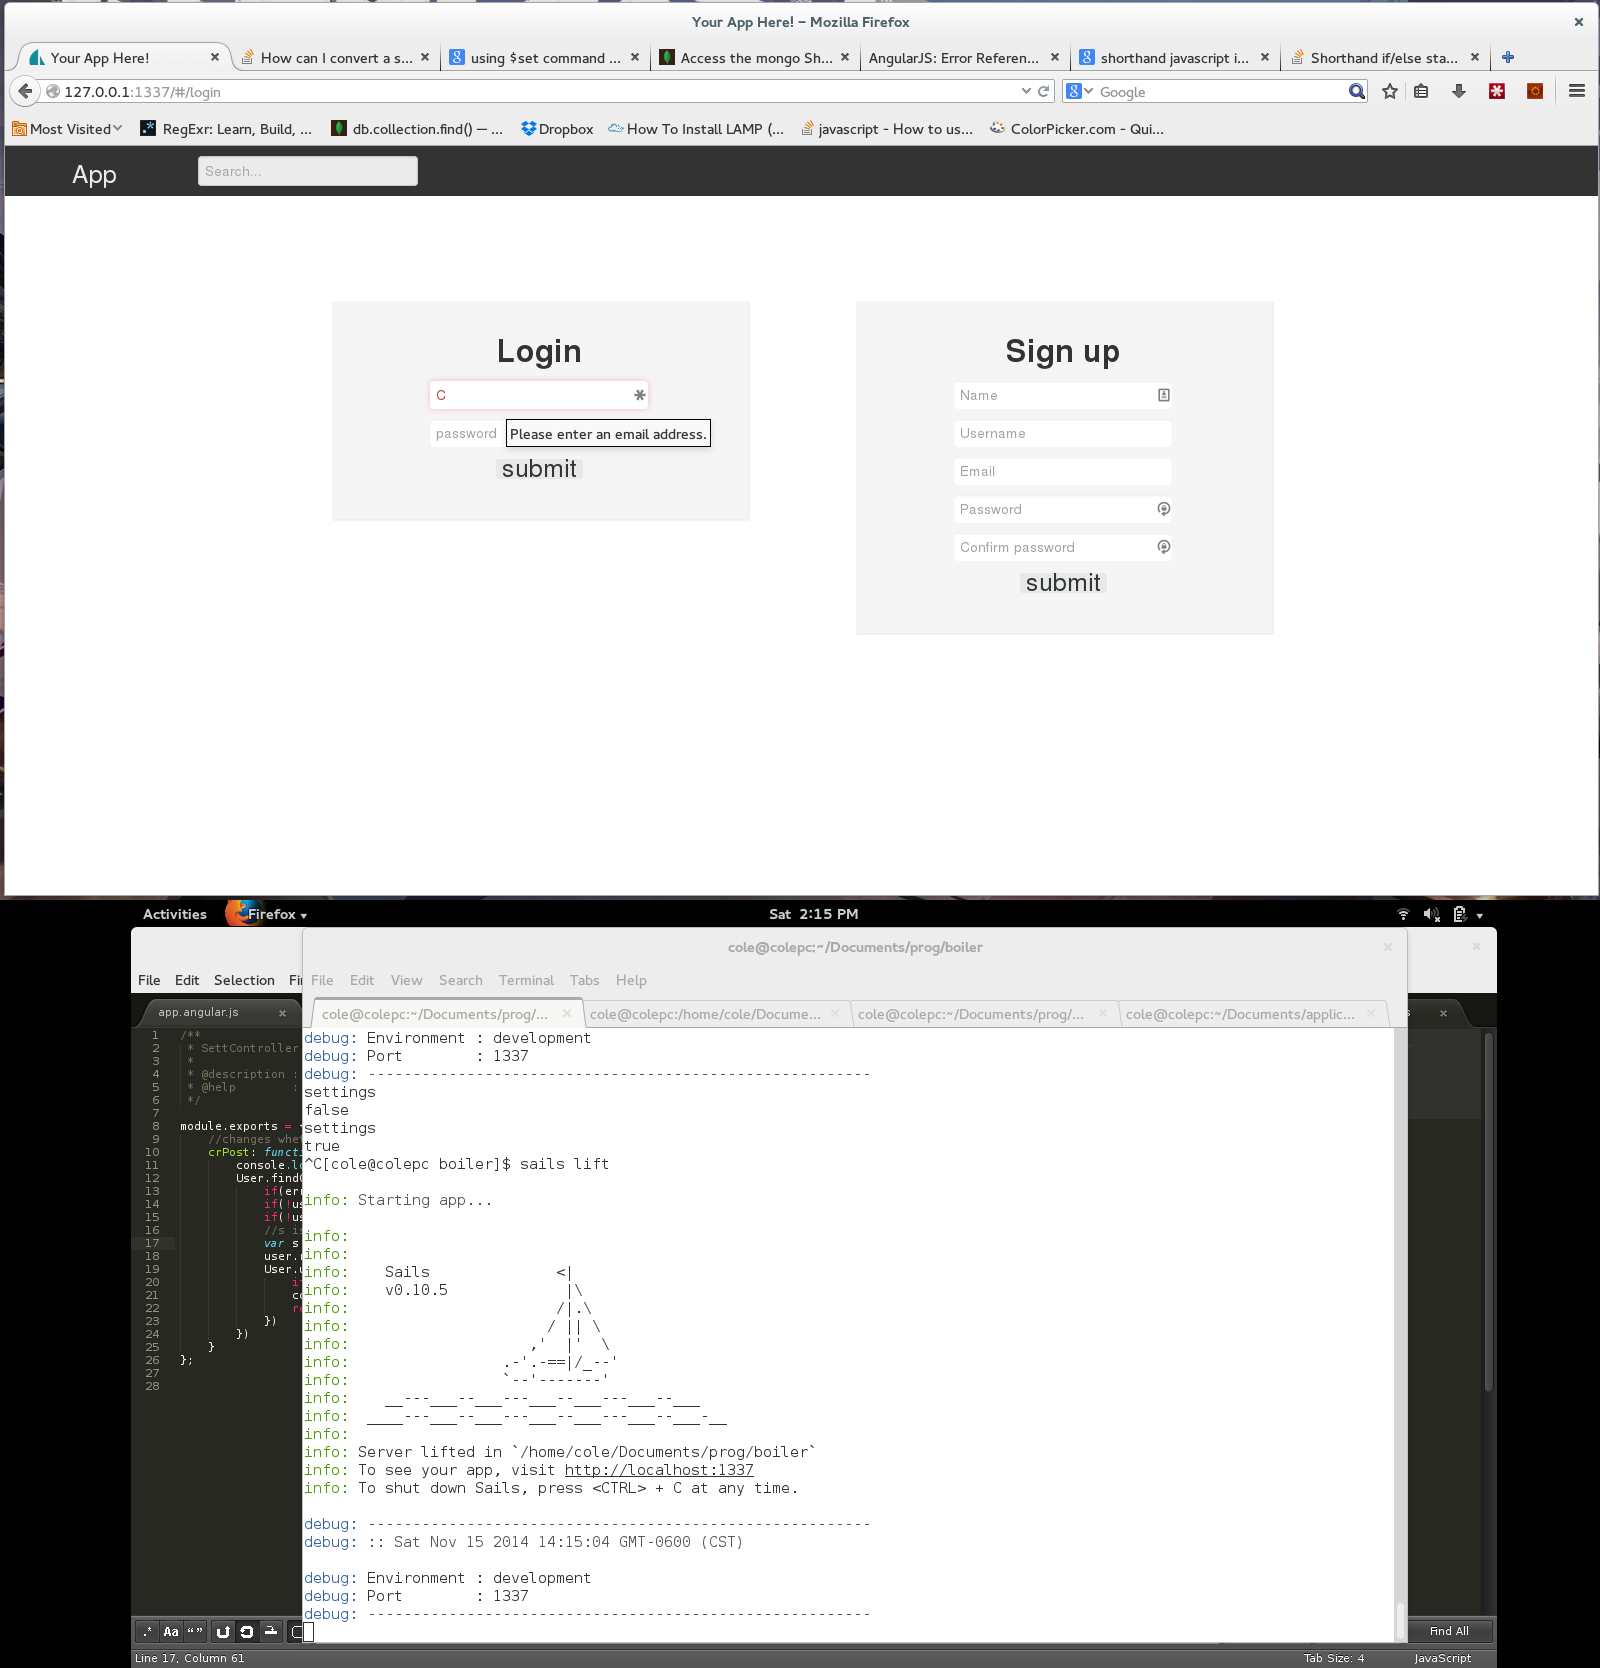 Your App Here! – Mozilla Firefox
Your App Here!
How can I convert a s...
using $set command ...
Access the mongo Sh...
AngularJS: Error Referen...
shorthand javascript i...
Shorthand if/else sta...
127.0.0.1:1337/#/login
Google
Most Visited
RegExr: Learn, Build, ...
db.collection.find() — ...
Dropbox
How To Install LAMP (...
javascript - How to us...
ColorPicker.com - Qui...
App
Search...
Login
C
password
Please enter an email address.
submit
Sign up
Name
Username
Email
Password
Confirm password
submit
Activities
Firefox
Sat 2:15 PM
cole@colepc:~/Documents/prog/boiler
File Edit Selection
File Edit View Search Terminal Tabs Help
app.angular.js
cole@colepc:~/Documents/prog/...
cole@colepc:/home/cole/Docume...
cole@colepc:~/Documents/prog/...
cole@colepc:~/Documents/applic...
1 /**
2 * SettController
3 *
4 * @description :
5 * @help :
6 */
7
8 module.exports =
9 //changes whe
10 crPost: functi
11 console.lo
12 User.find
13 if(er
14 if(!us
15 if(!us
16 //s is
17 var s
18 user.
19 User.u
20 if
21 co
22 re
23 })
24 })
25 }
26 };
27
28
debug: Environment : development
debug: Port : 1337
debug: --------------------------------------------------------
settings
false
settings
true
^C[cole@colepc boiler]$ sails lift
info: Starting app...
info:
info:
info: Sails <|
info: v0.10.5 |\
info: /|.\
info: / || \
info: ,' |' \
info: .-'.-==|/_--'
info: `--'-------'
info: __---___--___---___--___---___--___
info: ____---___--___---___--___---___--___-__
info:
info: Server lifted in `/home/cole/Documents/prog/boiler`
info: To see your app, visit http://localhost:1337
info: To shut down Sails, press <CTRL> + C at any time.
debug: --------------------------------------------------------
debug: :: Sat Nov 15 2014 14:15:04 GMT-0600 (CST)
debug: Environment : development
debug: Port : 1337
debug: --------------------------------------------------------
.* Aa “”
Find All
Line 17, Column 61
Tab Size: 4
JavaScript